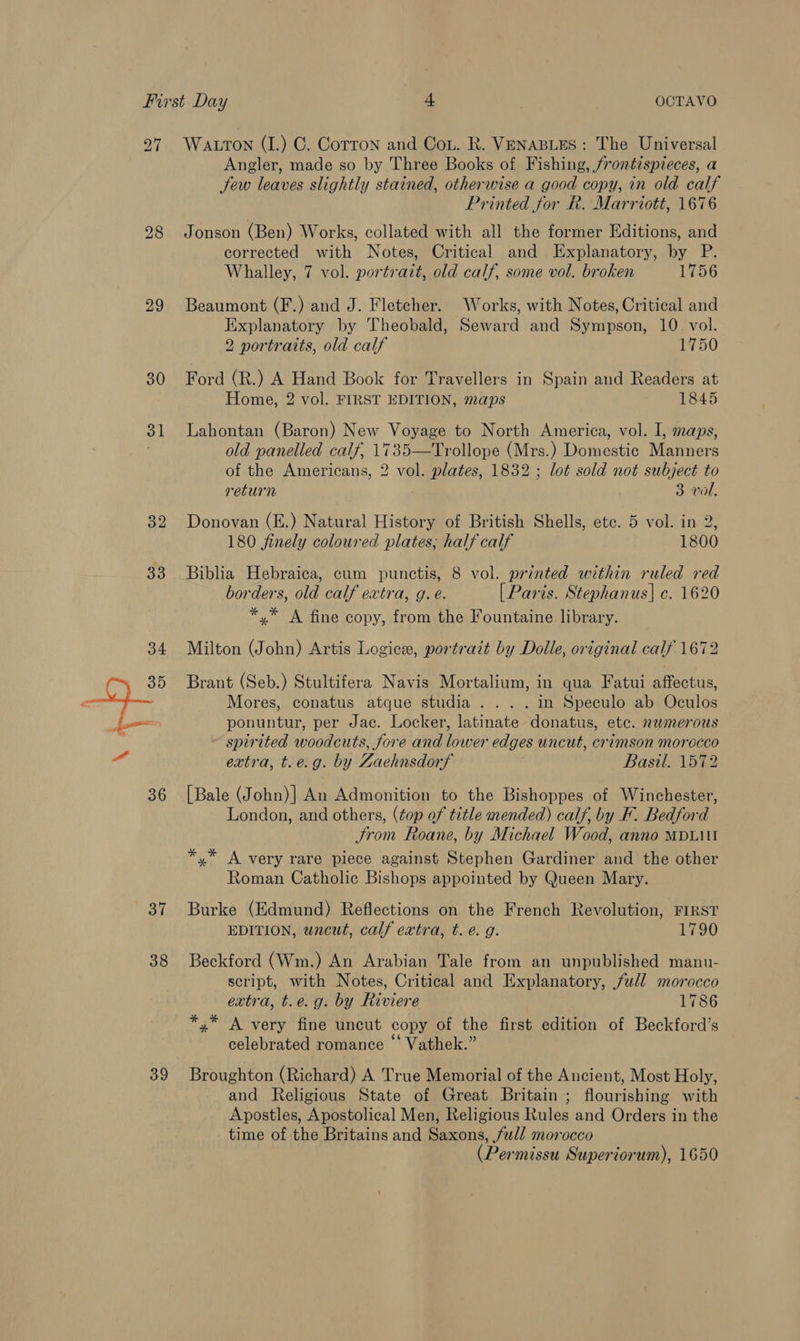 First Day 4 OCTAVO
27 WALTON (I.) C. COTTON and COL. R. VENABLES: The Universal
Angler, made so by Three Books of Fishing, frontispieces, a
few leaves slightly stained, otherwise a good copy, in old calf
Printed for R. Marriott, 1676
28 Jonson (Ben) Works, collated with all the former Editions, and
corrected with Notes, Critical and Explanatory, by P.
Whalley, 7 vol. portrait, old calf, some vol. broken 1756
29 Beaumont (F.) and J. Fletcher. Works, with Notes, Critical and
Explanatory by Theobald, Seward and Sympson, 10 vol.
2 portraits, old calf 1750
30 Ford (R.) A Hand Book for Travellers in Spain and Readers at
Home, 2 vol. FIRST EDITION, maps 1845
31 Lahontan (Baron) New Voyage to North America, vol. I, maps,
old panelled calf, 1735—Trollope (Mrs.) Domestic Manners
of the Americans, 2 vol. plates, 1832; lot sold not subject to
return 3 vol.
32 Donovan (E.) Natural History of British Shells, etc. 5 vol. in 2,
180 finely coloured plates, half calf 1800
33 Biblia Hebraica, cum punctis, 8 vol. printed within ruled red
borders, old calf extra, g. e. [Paris. Stephanus] c. 1620
*** A fine copy, from the Fountaine library.
34 Milton (John) Artis Logicæ, portrait by Dolle, original calf 1672
35 Brant (Seb.) Stultifera Navis Mortalium, in qua Fatui affectus,
Mores, conatus atque studia . . . . in Speculo ab Oculos
ponuntur, per Jac. Locker, latinate donatus, etc. numerous
spirited woodcuts, fore and lower edges uncut, crimson morocco
extra, t. e. g. by Zaehnsdorf Basil. 1572
36 [Bale (John)] An Admonition to the Bishoppes of Winchester,
London, and others, (top of title mended) calf, by F. Bedford
from Roane, by Michael Wood, anno MDLIII
*** A very rare piece against Stephen Gardiner and the other
Roman Catholic Bishops appointed by Queen Mary.
37 Burke (Edmund) Reflections on the French Revolution, FIRST
EDITION, uncut, calf extra, t. e. g. 1790
38 Beckford (Wm.) An Arabian Tale from an unpublished manu-
script, with Notes, Critical and Explanatory, full morocco
extra, t. e. g. by Riviere 1786
*** A very fine uncut copy of the first edition of Beckford's
celebrated romance “Vathek.”
39 Broughton (Richard) A True Memorial of the Ancient, Most Holy,
and Religious State of Great Britain; flourishing with
Apostles, Apostolical Men, Religious Rules and Orders in the
time of the Britains and Saxons, full morocco
(Permissu Superiorum), 1650